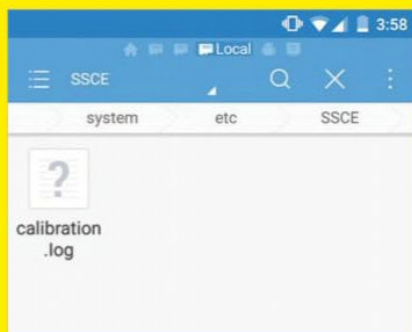 3:58
Local
SSCE
system etc SSCE
?
calibration
.log